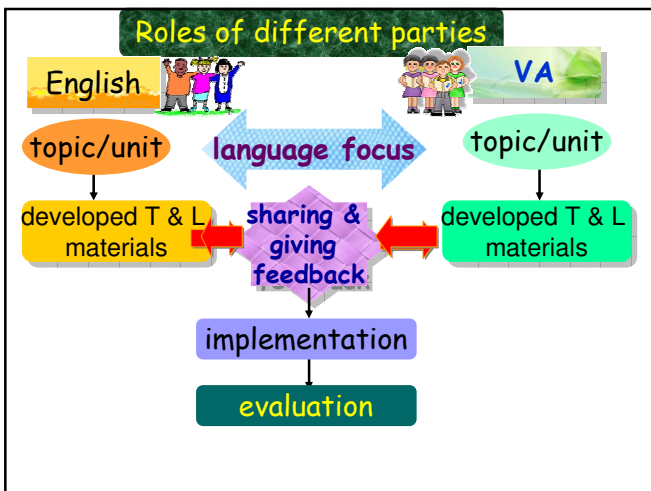 Roles of different parties
English
VA
topic/unit
language focus
topic/unit
developed T & L
materials
sharing &
giving
feedback
developed T & L
materials
implementation
evaluation